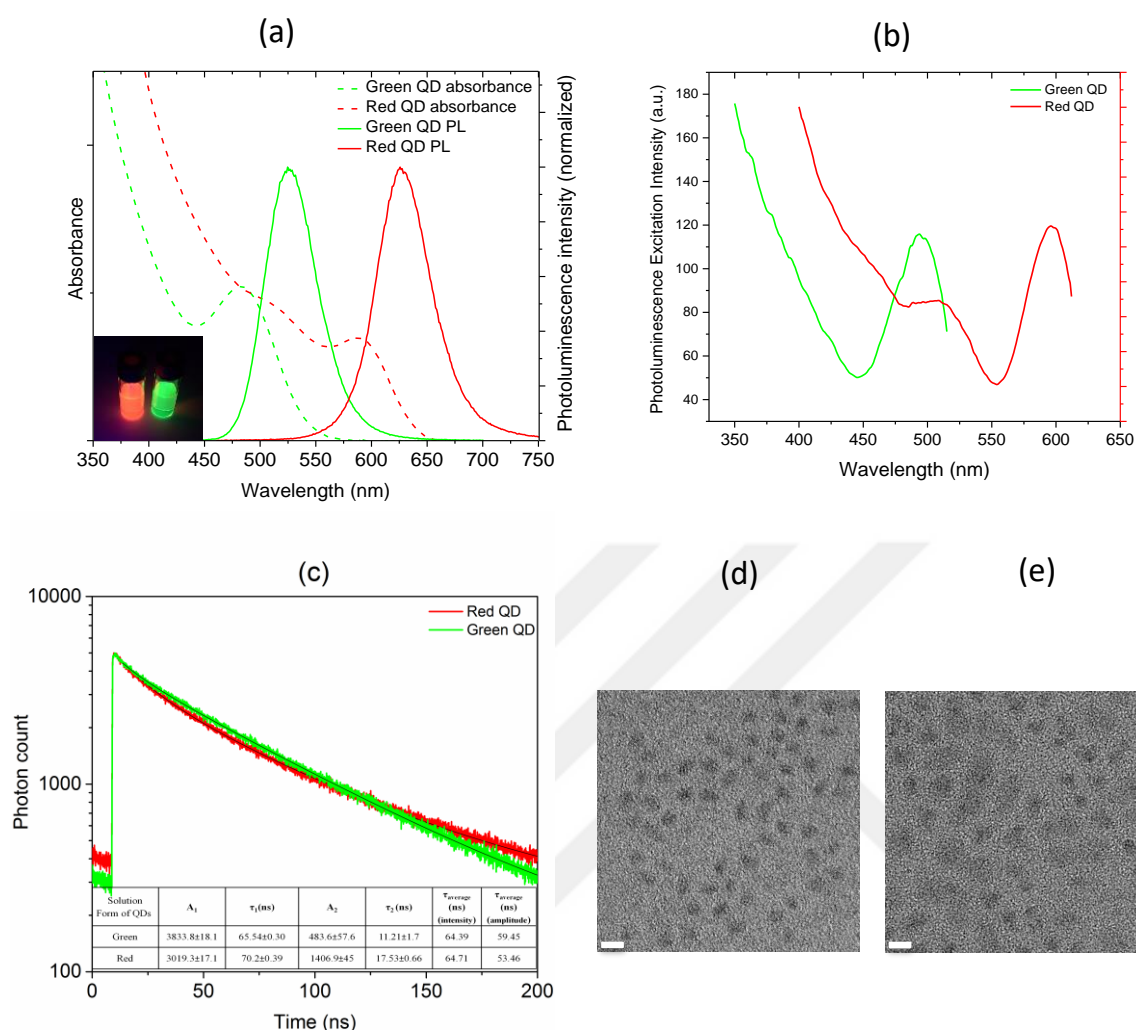 (a)
Green QD absorbance
Red QD absorbance
Green QD PL
Red QD PL
Absorbance
Photoluminescence intensity (normalized)
350 400 450 500 550 600 650 700 750
Wavelength (nm)
(b)
Green QD
Red QD
Photoluminescence Excitation Intensity (a.u.)
180
160
140
120
100
80
60
40
350 400 450 500 550 600 650
Wavelength (nm)
(c)
Red QD
Green QD
Photon count
10000
1000
100
Solution Form of QDs A1 τ1(ns) A2 τ2(ns) τaverage (ns) (intensity) τaverage (ns) (amplitude)
Green 3833.8±18.1 65.54±0.30 483.6±57.6 11.21±1.7 64.39 59.45
Red 3019.3±17.1 70.2±0.39 1406.9±45 17.53±0.66 64.71 53.46
0 50 100 150 200
Time (ns)
(d)
(e)